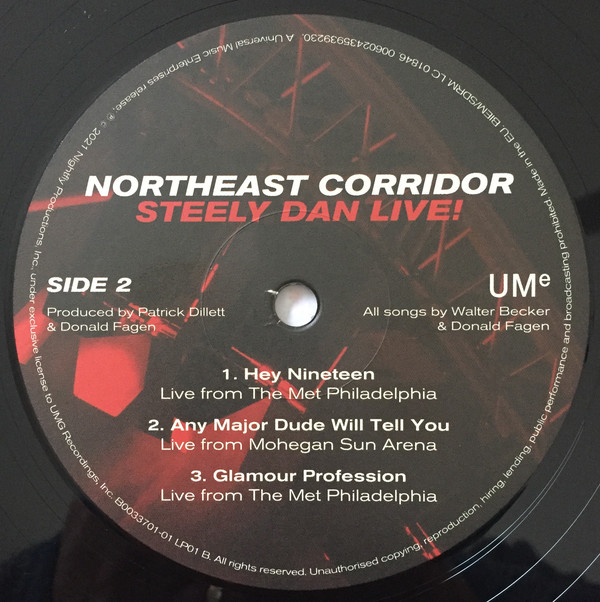 NORTHEAST CORRIDOR
STEELY DAN LIVE!
SIDE 2
Produced by Patrick Dillett
& Donald Fagen
UMe
All songs by Walter Becker
& Donald Fagen
1. Hey Nineteen
Live from The Met Philadelphia
2. Any Major Dude Will Tell You
Live from Mohegan Sun Arena
3. Glamour Profession
Live from The Met Philadelphia
℗ © 2021 Nightfly Productions, Inc., under exclusive license to UMG Recordings, Inc. B0033701-01 LP01 B. All rights reserved. Unauthorised copying, reproduction, hiring, lending, public performance and broadcasting prohibited. Made in the EU BIEM/SDRM LC 01846. 00602435939230. A Universal Music Enterprises release.